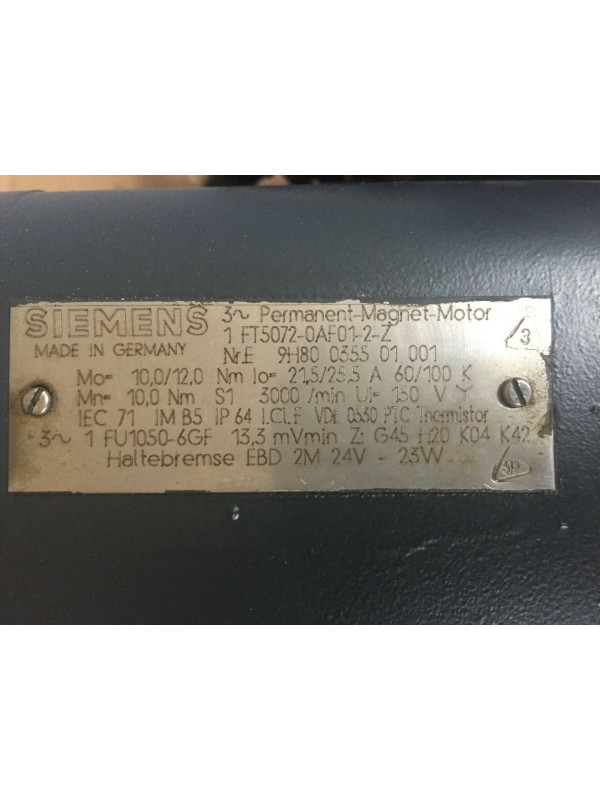 SIEMENS 3~ Permanent-Magnet-Motor
1 FT5072-0AF01-2-Z
MADE IN GERMANY Nr.E 9H80 0355 01 001
3
Mo= 10,0/12,0 Nm Io= 21,5/25,5 A 60/100 K
Mn= 10,0 Nm S1 3000 /min Ui= 150 V Y
IEC 71 IM B5 IP 64 I.Cl.F VDE 0530 PTC Thermistor
3~ 1 FU1050-6GF 13,3 mVmin Z: G45 H20 K04 K42
Haltebremse EBD 2M 24V - 23W